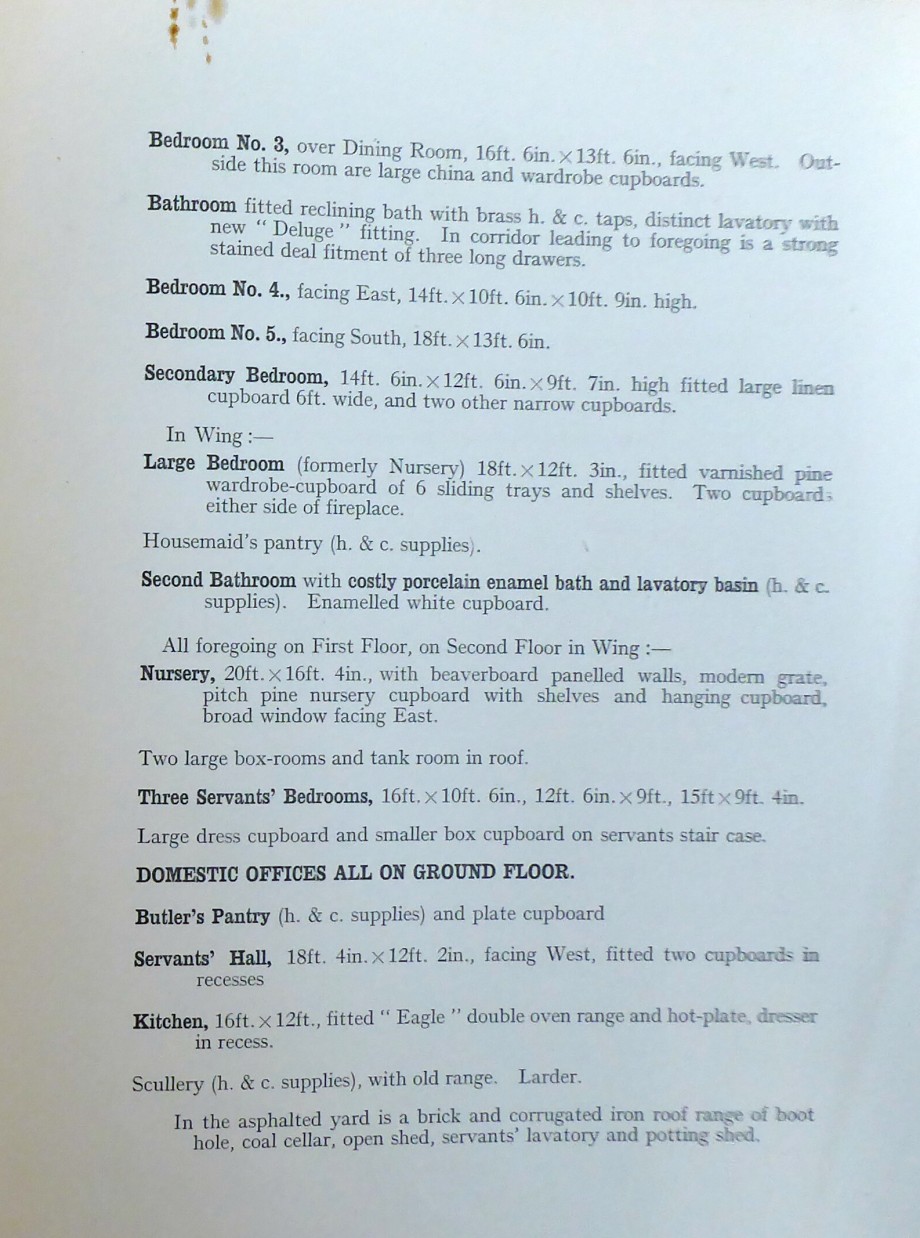 Bedroom No. 3, over Dining Room, 16ft. 6in. × 13ft. 6in., facing West. Out-
side this room are large china and wardrobe cupboards.
Bathroom fitted reclining bath with brass h. & c. taps, distinct lavatory with
new “ Deluge ” fitting. In corridor leading to foregoing is a strong
stained deal fitment of three long drawers.
Bedroom No. 4., facing East, 14ft. × 10ft. 6in. × 10ft. 9in. high.
Bedroom No. 5., facing South, 18ft. × 13ft. 6in.
Secondary Bedroom, 14ft. 6in. × 12ft. 6in. × 9ft. 7in. high fitted large linen
cupboard 6ft. wide, and two other narrow cupboards.
In Wing :—
Large Bedroom (formerly Nursery) 18ft. × 12ft. 3in., fitted varnished pine
wardrobe-cupboard of 6 sliding trays and shelves. Two cupboards
either side of fireplace.
Housemaid's pantry (h. & c. supplies).
Second Bathroom with costly porcelain enamel bath and lavatory basin (h. & c.
supplies). Enamelled white cupboard.
All foregoing on First Floor, on Second Floor in Wing :—
Nursery, 20ft. × 16ft. 4in., with beaverboard panelled walls, modern grate,
pitch pine nursery cupboard with shelves and hanging cupboard,
broad window facing East.
Two large box-rooms and tank room in roof.
Three Servants' Bedrooms, 16ft. × 10ft. 6in., 12ft. 6in. × 9ft., 15ft × 9ft. 4in.
Large dress cupboard and smaller box cupboard on servants stair case.
DOMESTIC OFFICES ALL ON GROUND FLOOR.
Butler's Pantry (h. & c. supplies) and plate cupboard
Servants' Hall, 18ft. 4in. × 12ft. 2in., facing West, fitted two cupboards in
recesses
Kitchen, 16ft. × 12ft., fitted “ Eagle ” double oven range and hot-plate, dresser
in recess.
Scullery (h. & c. supplies), with old range. Larder.
In the asphalted yard is a brick and corrugated iron roof range of boot
hole, coal cellar, open shed, servants' lavatory and potting shed.